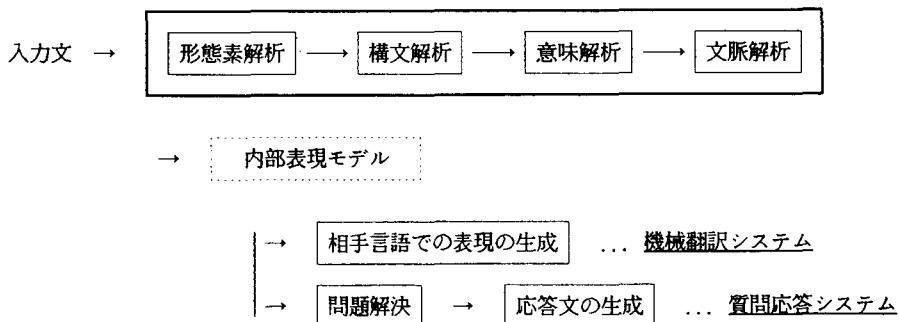 入力文 → 形態素解析 → 構文解析 → 意味解析 → 文脈解析
→ 内部表現モデル
→ 相手言語での表現の生成 ... 機械翻訳システム
→ 問題解決 → 応答文の生成 ... 質問応答システム